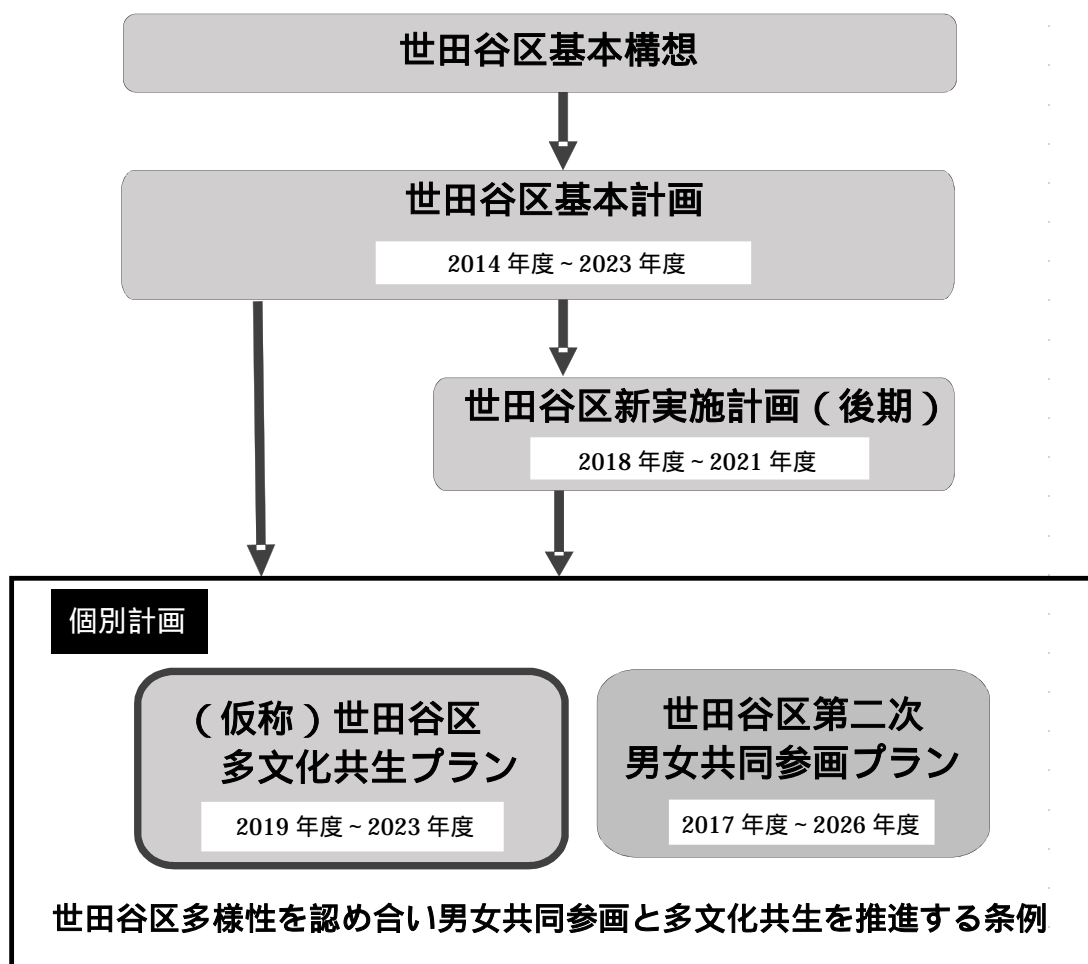 世田谷区基本構想
世田谷区基本計画
2014 年度 ~ 2023 年度
世田谷区新実施計画（後期）
2018 年度 ~ 2021 年度
個別計画
（仮称）世田谷区
多文化共生プラン
2019 年度 ~ 2023 年度
世田谷区第二次
男女共同参画プラン
2017 年度 ~ 2026 年度
世田谷区多様性を認め合い男女共同参画と多文化共生を推進する条例